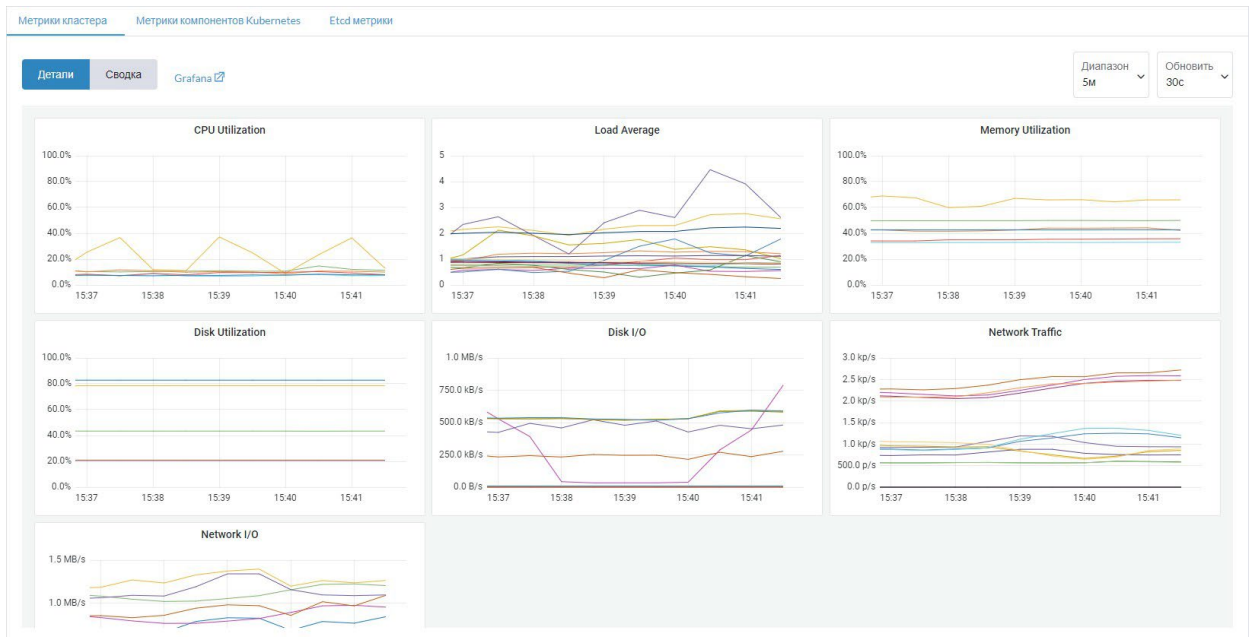 Метрики кластера Метрики компонентов Kubernetes Etcd метрики
Детали Сводка Grafana
Диапазон
5м
Обновить
30с
CPU Utilization
100.0%
80.0%
60.0%
40.0%
20.0%
0.0%
15:37 15:38 15:39 15:40 15:41
Load Average
5
4
3
2
1
0
15:37 15:38 15:39 15:40 15:41
Memory Utilization
100.0%
80.0%
60.0%
40.0%
20.0%
0.0%
15:37 15:38 15:39 15:40 15:41
Disk Utilization
100.0%
80.0%
60.0%
40.0%
20.0%
0.0%
15:37 15:38 15:39 15:40 15:41
Disk I/O
1.0 MB/s
750.0 kB/s
500.0 kB/s
250.0 kB/s
0.0 B/s
15:37 15:38 15:39 15:40 15:41
Network Traffic
3.0 kp/s
2.5 kp/s
2.0 kp/s
1.5 kp/s
1.0 kp/s
500.0 p/s
0.0 p/s
15:37 15:38 15:39 15:40 15:41
Network I/O
1.5 MB/s
1.0 MB/s